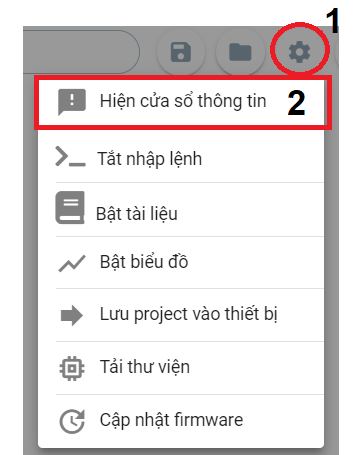 1
Hiện cửa sổ thông tin 2
Tắt nhập lệnh
Bật tài liệu
Bật biểu đồ
Lưu project vào thiết bị
Tải thư viện
Cập nhật firmware